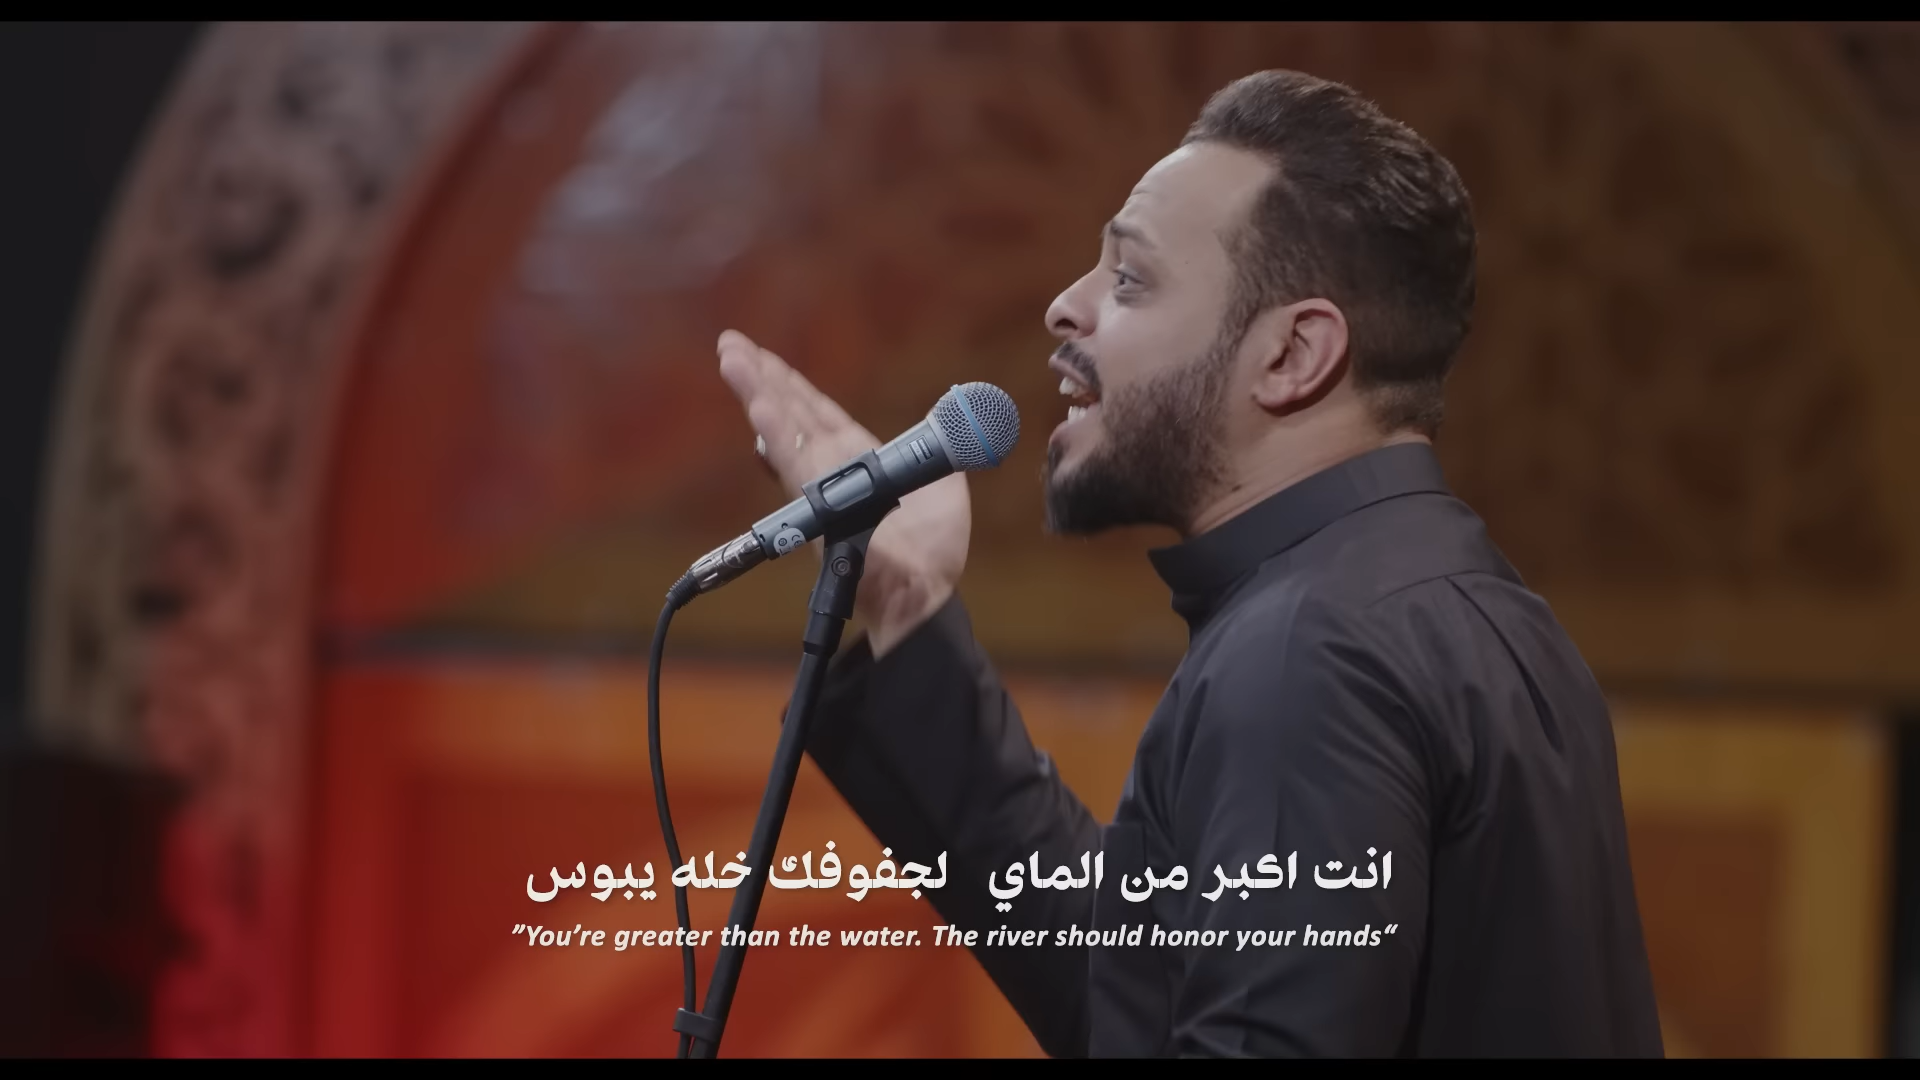 انت اكبر من الماي   لجفوفك خله يبوس
”You’re greater than the water. The river should honor your hands“